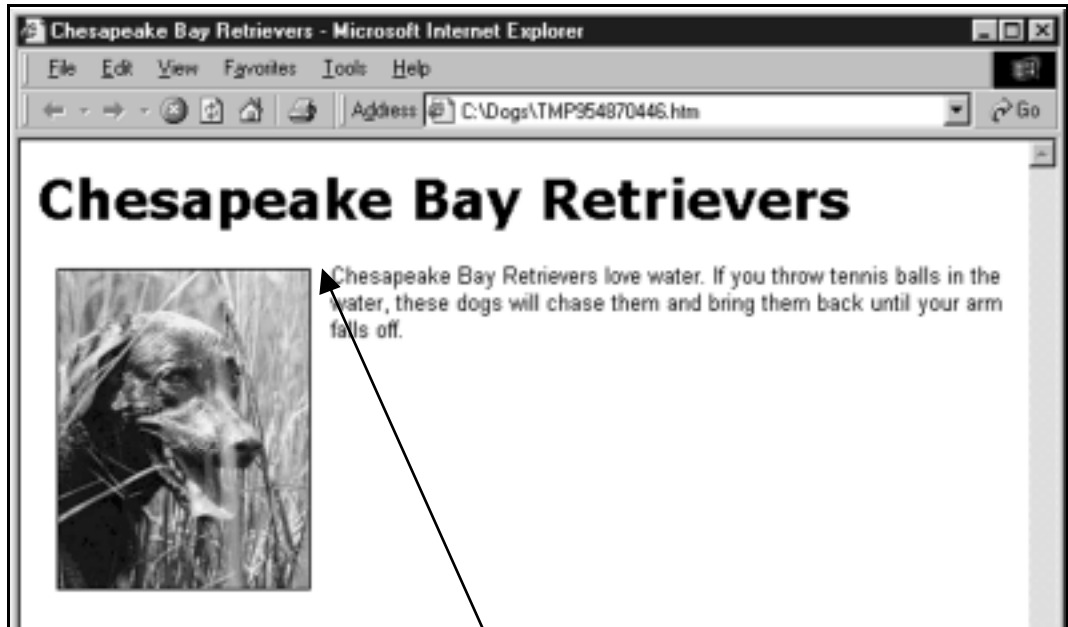 Chesapeake Bay Retrievers - Microsoft Internet Explorer
File Edit View Favorites Tools Help
Address C:\Dogs\TMP954870446.htm Go
Chesapeake Bay Retrievers
Chesapeake Bay Retrievers love water. If you throw tennis balls in the
water, these dogs will chase them and bring them back until your arm
falls off.